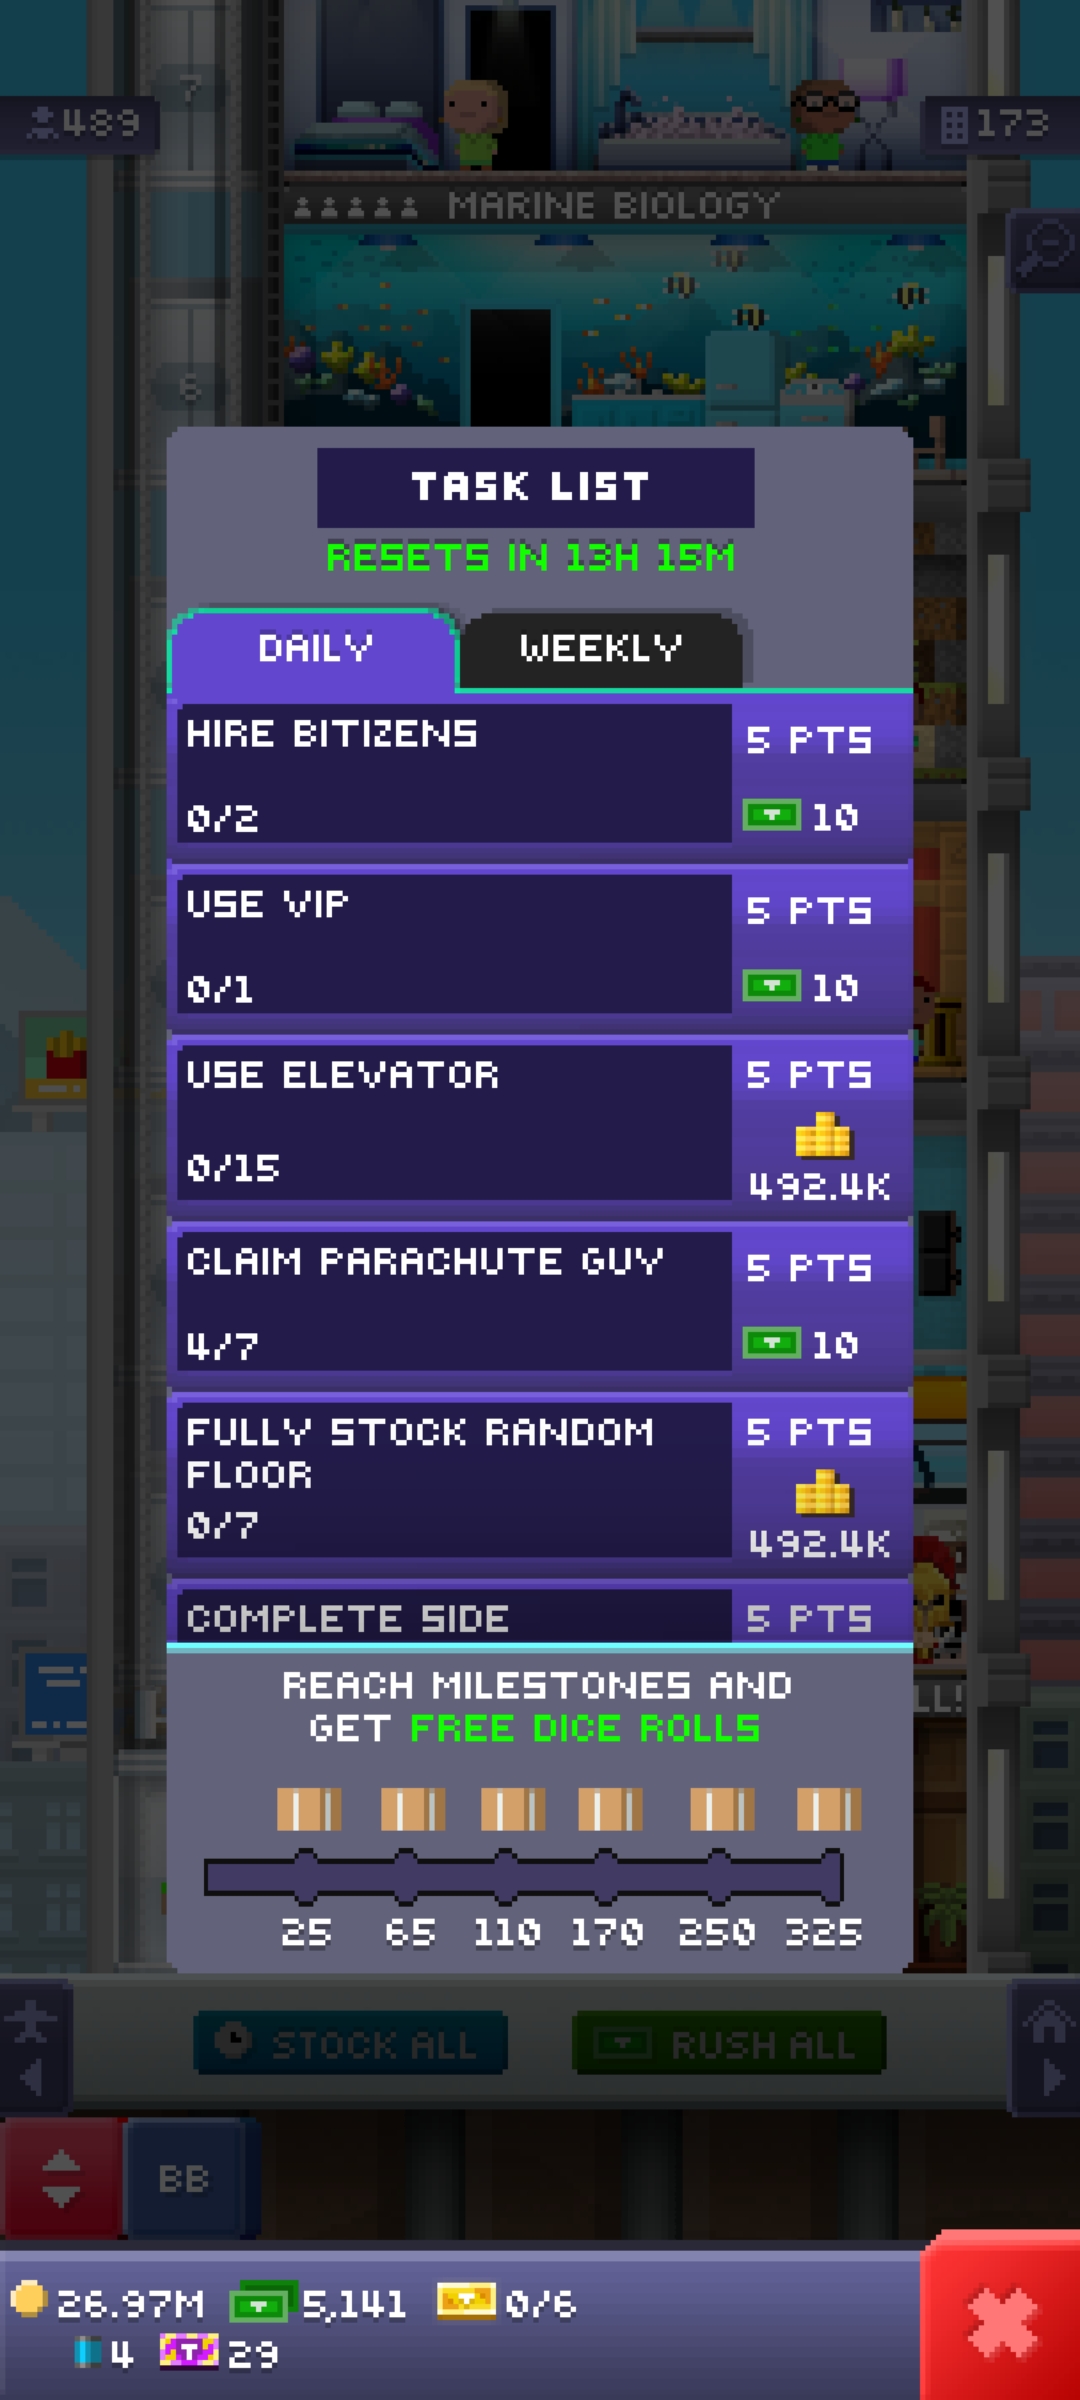 7
489
173
MARINE BIOLOGY
6
TASK LIST
RESETS IN 13H 15M
DAILY
WEEKLY
HIRE BITIZENS
5 PTS
0/2
10
USE VIP
5 PTS
0/1
10
USE ELEVATOR
5 PTS
0/15
492.4K
CLAIM PARACHUTE GUY
5 PTS
4/7
10
FULLY STOCK RANDOM
FLOOR
5 PTS
0/7
492.4K
COMPLETE SIDE
5 PTS
REACH MILESTONES AND
GET FREE DICE ROLLS
25 65 110 170 250 325
STOCK ALL
RUSH ALL
BB
26.97M 5,141 0/6
4 29